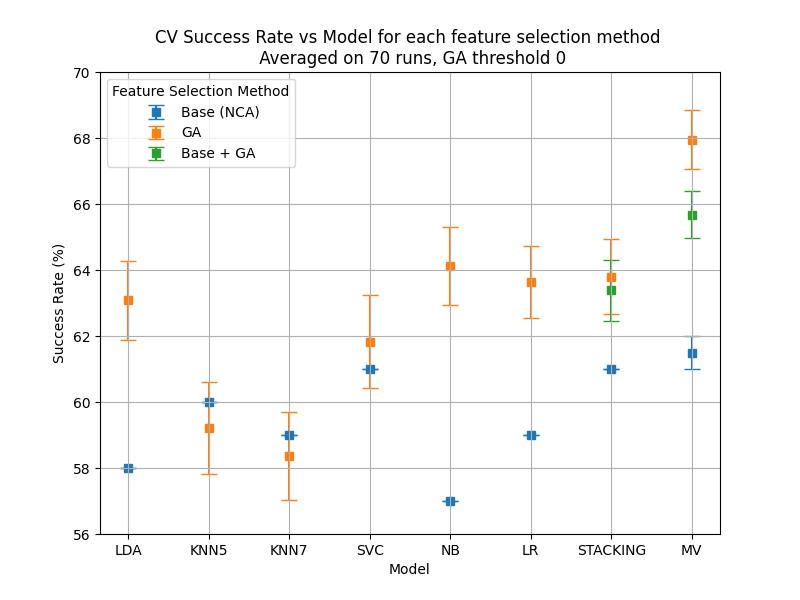 CV Success Rate vs Model for each feature selection method
Averaged on 70 runs, GA threshold 0
Feature Selection Method
Base (NCA)
GA
Base + GA
Success Rate (%)
70
68
66
64
62
60
58
56
LDA KNN5 KNN7 SVC NB LR STACKING MV
Model